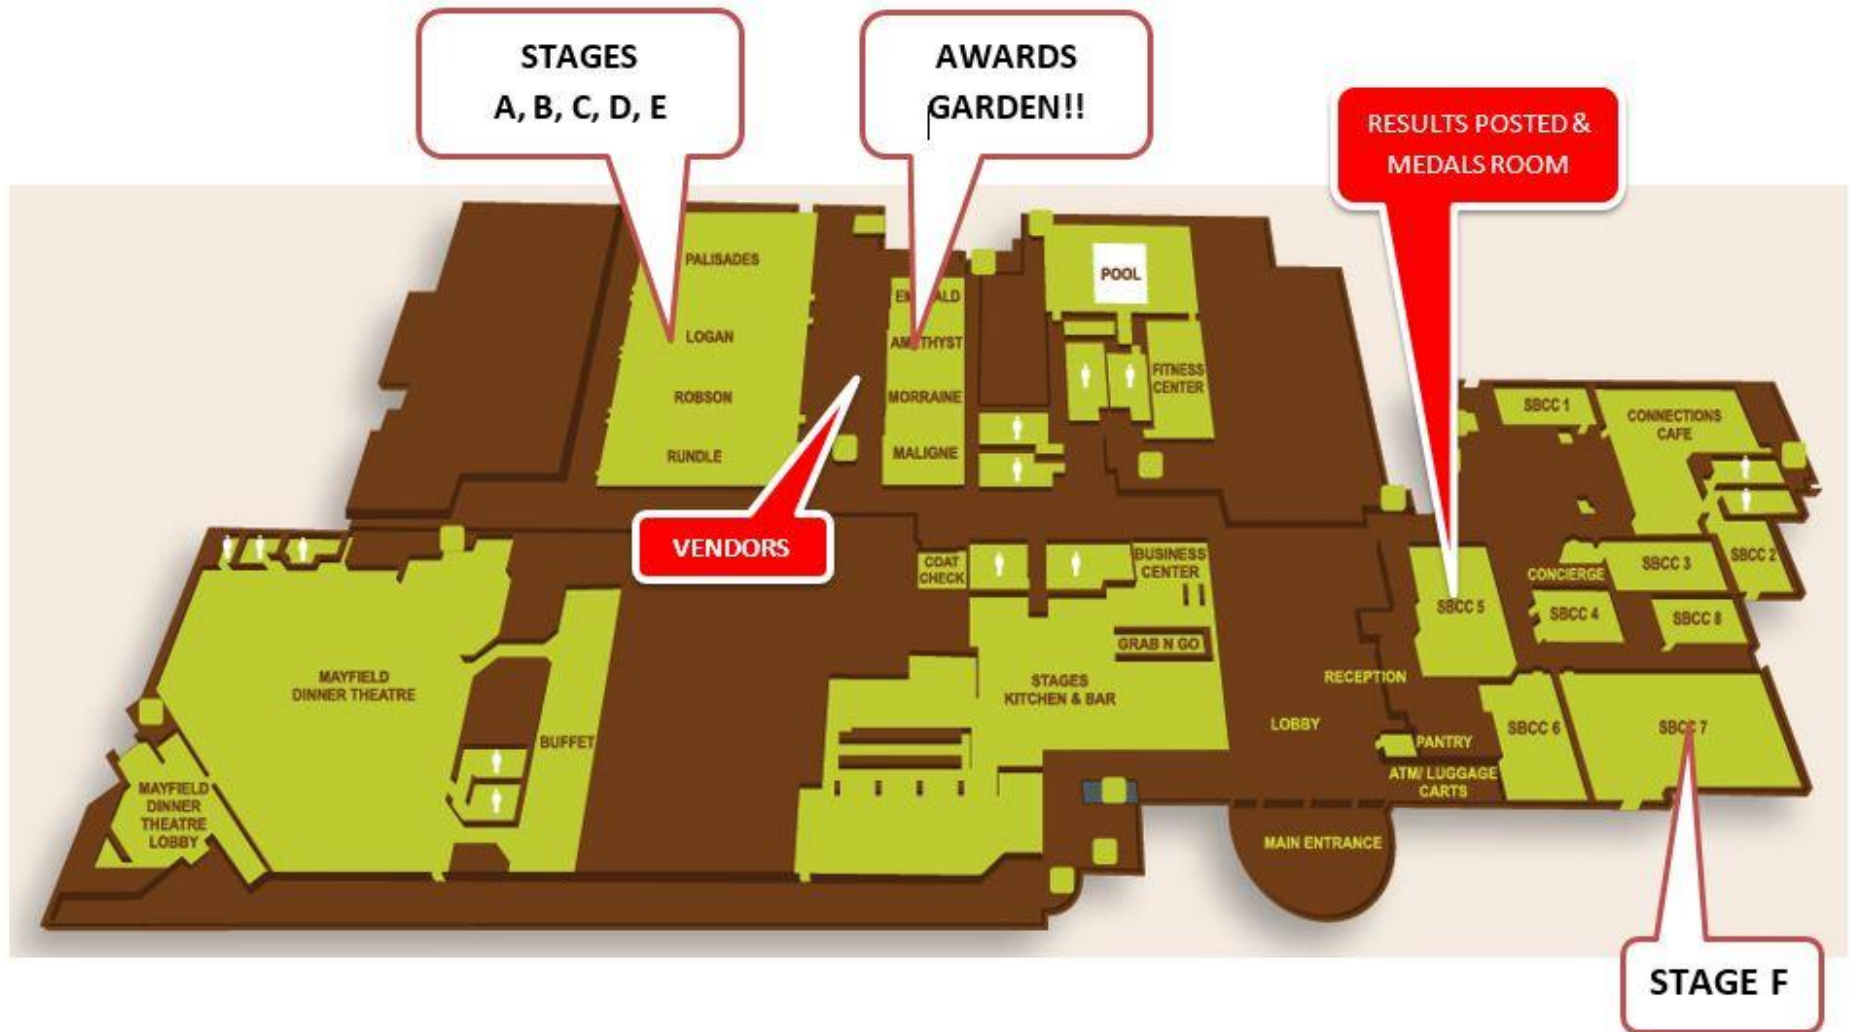 STAGES
A, B, C, D, E
AWARDS
GARDEN!!
RESULTS POSTED &
MEDALS ROOM
PALISADES
LOGAN
ROBSON
RUNDLE
AMETHYST
MORRAINE
MALIGNE
POOL
FITNESS
CENTER
SBCC 1
CONNECTIONS
CAFE
VENDORS
COAT
CHECK
BUSINESS
CENTER
GRAB N GO
STAGES
KITCHEN & BAR
MAYFIELD
DINNER THEATRE
BUFFET
MAYFIELD
DINNER
THEATRE
LOBBY
SBCC 5
CONCIERGE
SBCC 3
SBCC 2
SBCC 4
SBCC 8
RECEPTION
LOBBY
PANTRY
ATM/ LUGGAGE
CARTS
SBCC 6
SBCC 7
MAIN ENTRANCE
STAGE F